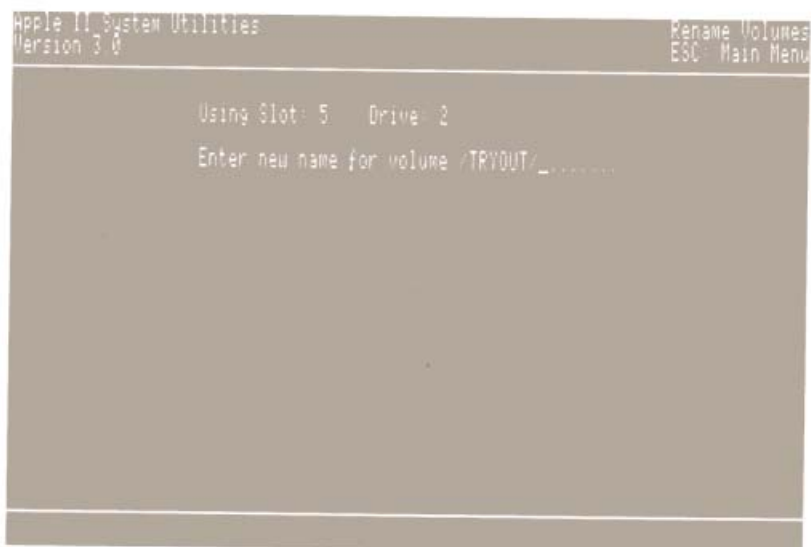 Apple II System Utilities
Version 3.0
Rename Volumes
ESC: Main Menu
Using Slot: 5 Drive: 2
Enter new name for volume /TRYOUT/_.......